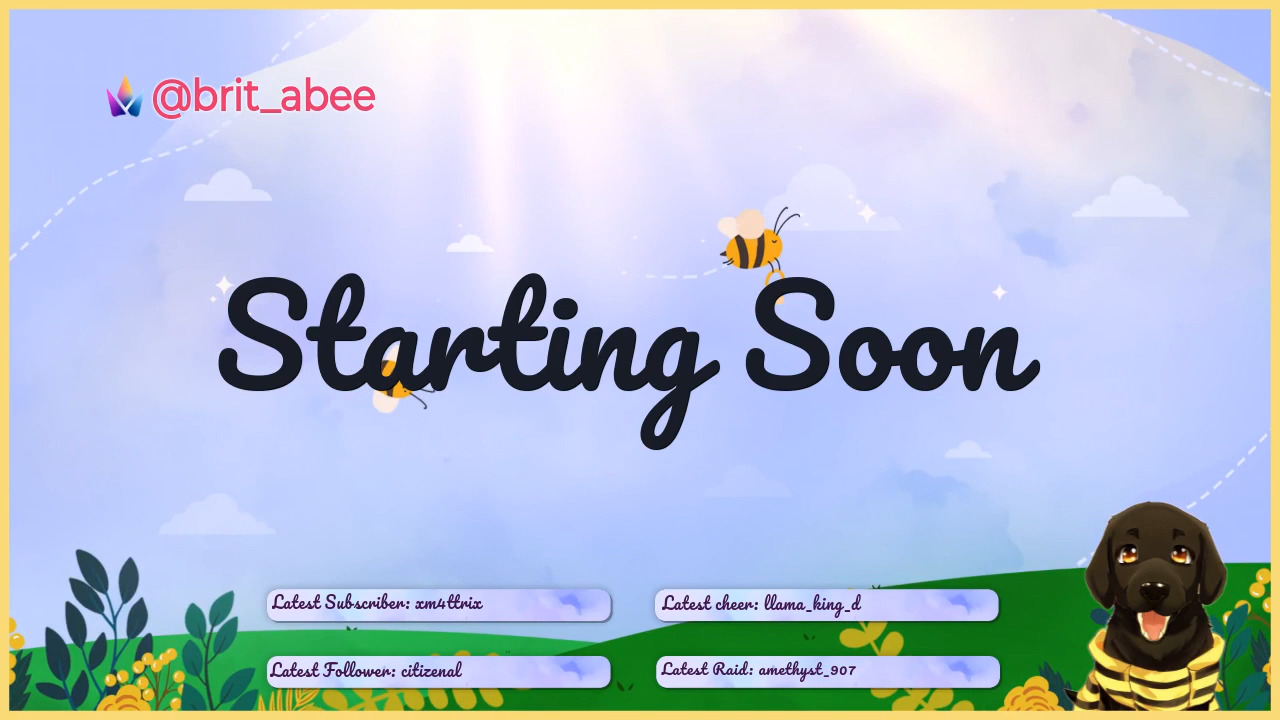 @brit_abee
Starting Soon
Latest Subscriber: xm4ttrix
Latest cheer: llama_king_d
Latest Follower: citizenal
Latest Raid: amethyst_907